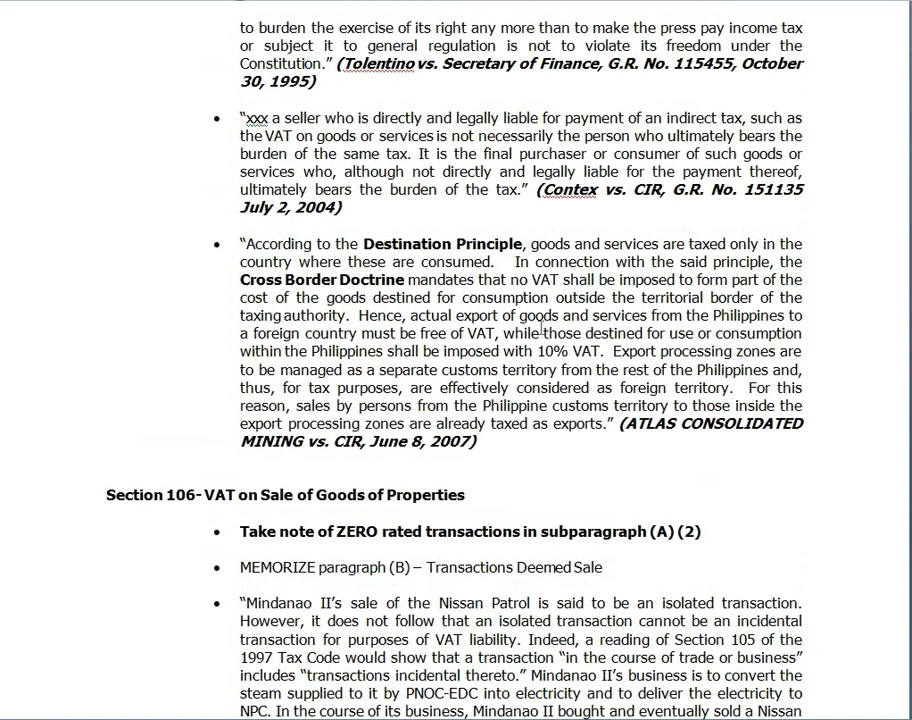 to burden the exercise of its right any more than to make the press pay income tax
or subject it to general regulation is not to violate its freedom under the
Constitution.” (Tolentino vs. Secretary of Finance, G.R. No. 115455, October
30, 1995)
• “xxx a seller who is directly and legally liable for payment of an indirect tax, such as
the VAT on goods or services is not necessarily the person who ultimately bears the
burden of the same tax. It is the final purchaser or consumer of such goods or
services who, although not directly and legally liable for the payment thereof,
ultimately bears the burden of the tax.” (Contex vs. CIR, G.R. No. 151135
July 2, 2004)
• “According to the Destination Principle, goods and services are taxed only in the
country where these are consumed. In connection with the said principle, the
Cross Border Doctrine mandates that no VAT shall be imposed to form part of the
cost of the goods destined for consumption outside the territorial border of the
taxing authority. Hence, actual export of goods and services from the Philippines to
a foreign country must be free of VAT, while those destined for use or consumption
within the Philippines shall be imposed with 10% VAT. Export processing zones are
to be managed as a separate customs territory from the rest of the Philippines and,
thus, for tax purposes, are effectively considered as foreign territory. For this
reason, sales by persons from the Philippine customs territory to those inside the
export processing zones are already taxed as exports.” (ATLAS CONSOLIDATED
MINING vs. CIR, June 8, 2007)
Section 106- VAT on Sale of Goods of Properties
• Take note of ZERO rated transactions in subparagraph (A) (2)
• MEMORIZE paragraph (B) – Transactions Deemed Sale
• “Mindanao II’s sale of the Nissan Patrol is said to be an isolated transaction.
However, it does not follow that an isolated transaction cannot be an incidental
transaction for purposes of VAT liability. Indeed, a reading of Section 105 of the
1997 Tax Code would show that a transaction “in the course of trade or business”
includes “transactions incidental thereto.” Mindanao II’s business is to convert the
steam supplied to it by PNOC-EDC into electricity and to deliver the electricity to
NPC. In the course of its business, Mindanao II bought and eventually sold a Nissan